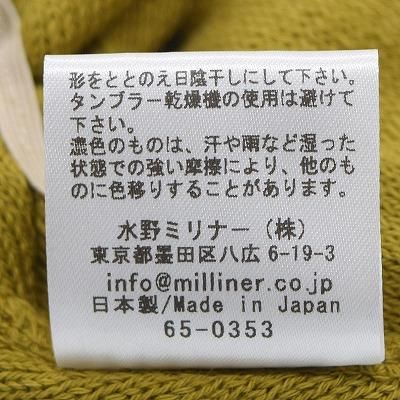 形をととのえ日陰干しにして下さい。
タンブラー乾燥機の使用は避けて
下さい。
濃色のものは、汗や雨など湿った
状態での強い摩擦により、他のも
のに色移りすることがあります。
水野ミリナー（株）
東京都墨田区八広 6-19-3
info@milliner.co.jp
日本製/Made in Japan
65-0353